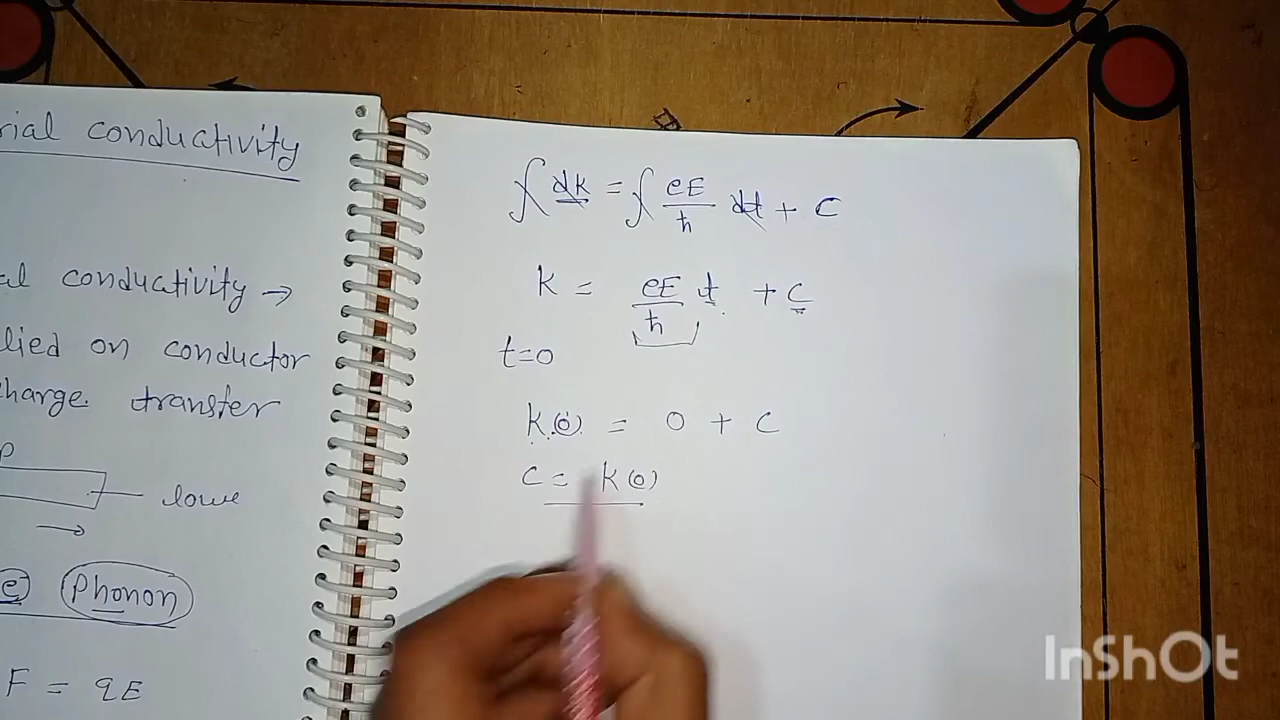 rial conductivity
al conductivity →
lied on conductor
charge transfer
lowe
e Phonon
F = qE
∫ dk = ∫ eE/ħ dt + C
k = eE/ħ t + C
t=0
k(0) = 0 + C
C = k(0)
InShOt